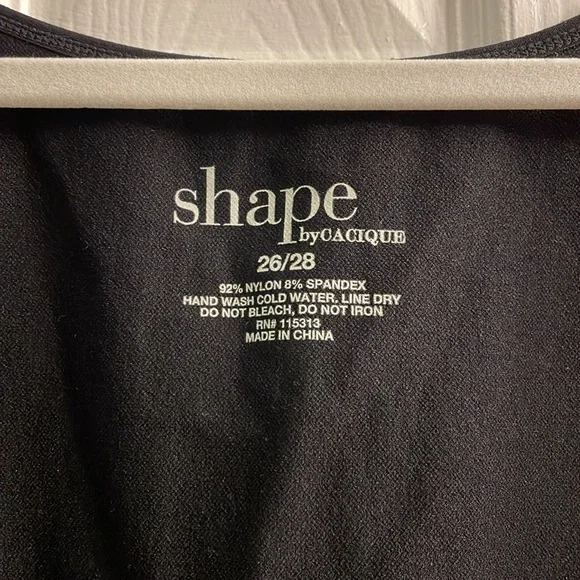 shape
byCACIQUE
26/28
92% NYLON 8% SPANDEX
HAND WASH COLD WATER, LINE DRY
DO NOT BLEACH, DO NOT IRON
RN# 115313
MADE IN CHINA